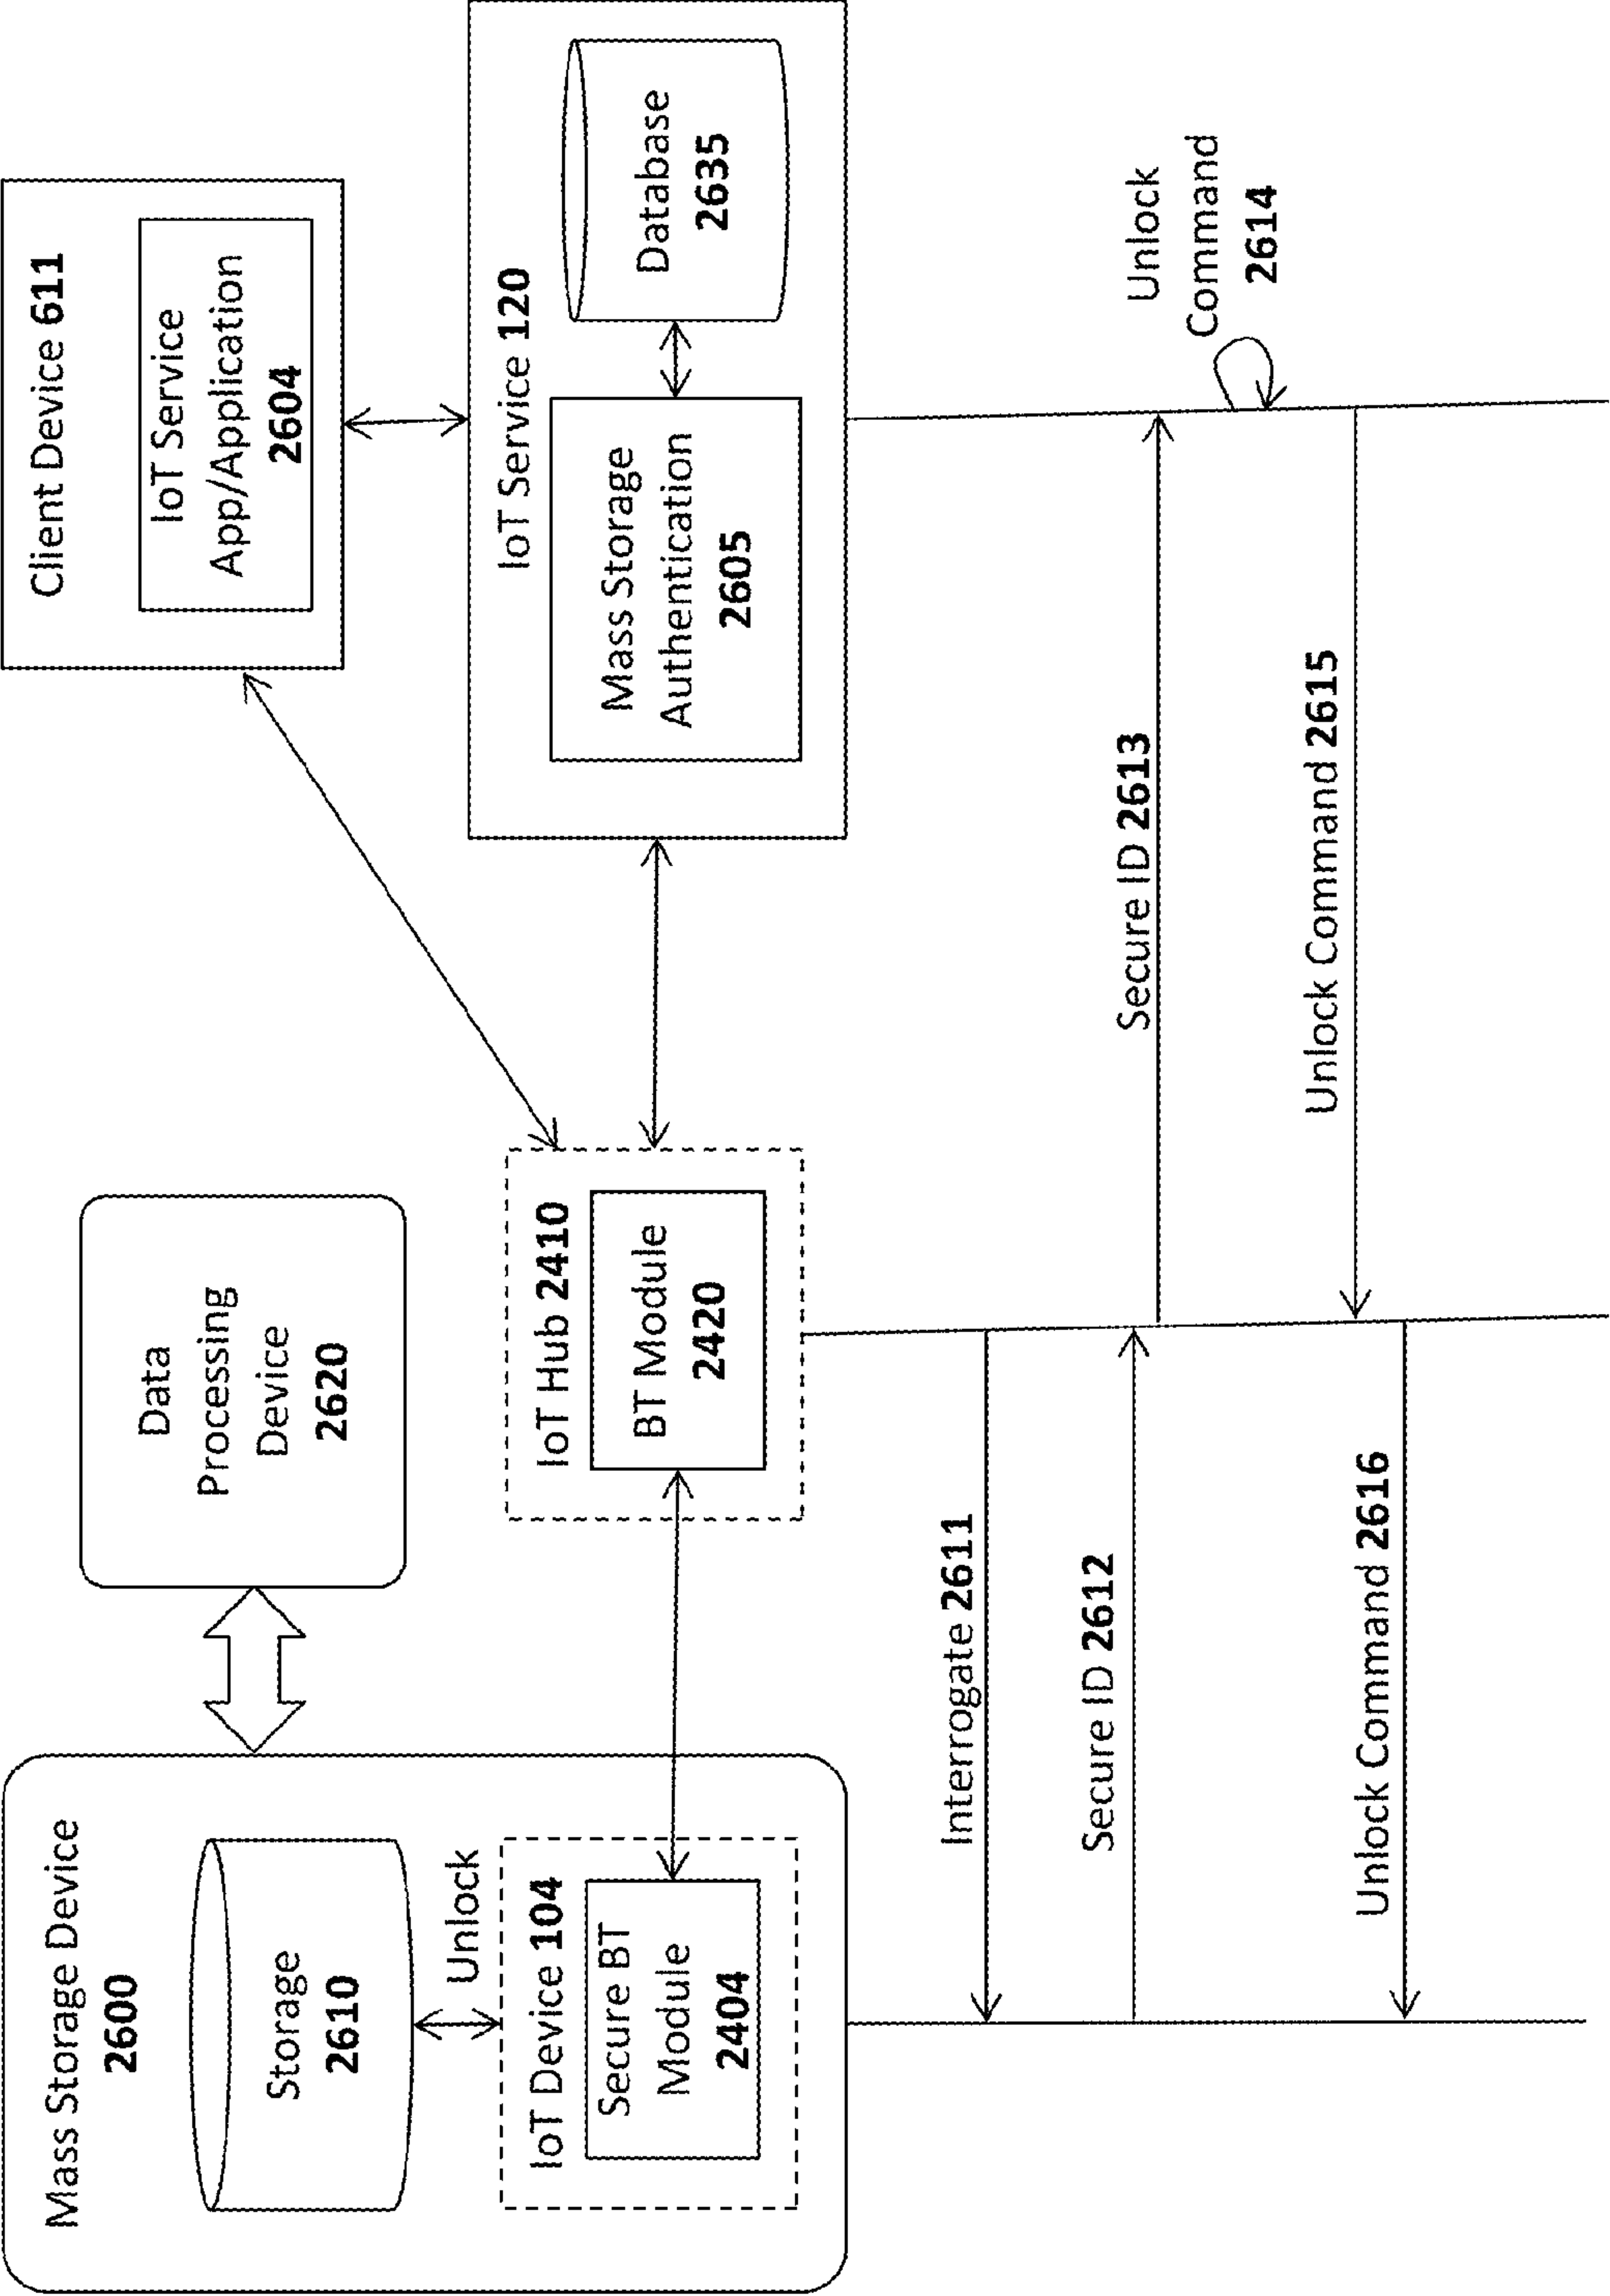 Mass Storage Device
2600
Storage
2610
Unlock
IoT Device 104
Secure BT
Module
2404
Data
Processing
Device
2620
IoT Hub 2410
BT Module
2420
Client Device 611
IoT Service
App/Application
2604
IoT Service 120
Mass Storage
Authentication
2605
Database
2635
Interrogate 2611
Secure ID 2612
Secure ID 2613
Unlock
Command
2614
Unlock Command 2615
Unlock Command 2616